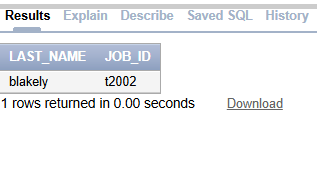 Results Explain Describe Saved SQL History
LAST_NAME JOB_ID
blakely t2002
1 rows returned in 0.00 seconds Download